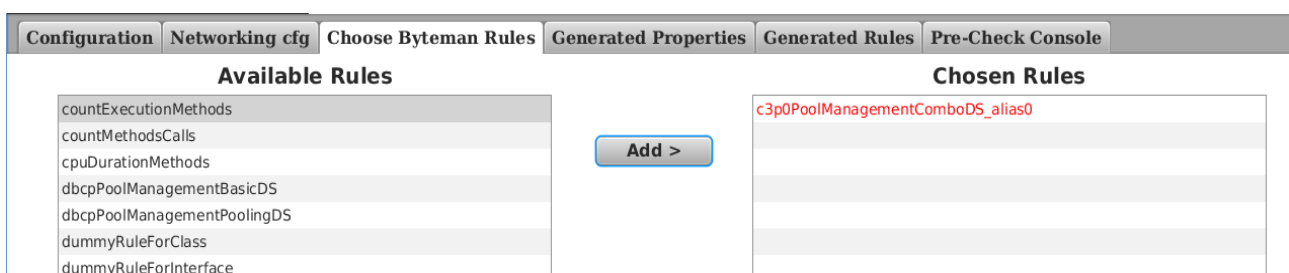 Configuration Networking cfg Choose Byteman Rules Generated Properties Generated Rules Pre-Check Console
Available Rules
countExecutionMethods
countMethodsCalls
cpuDurationMethods
dbcpPoolManagementBasicDS
dbcpPoolManagementPoolingDS
dummyRuleForClass
dummyRuleForInterface
Add >
Chosen Rules
c3p0PoolManagementComboDS_alias0